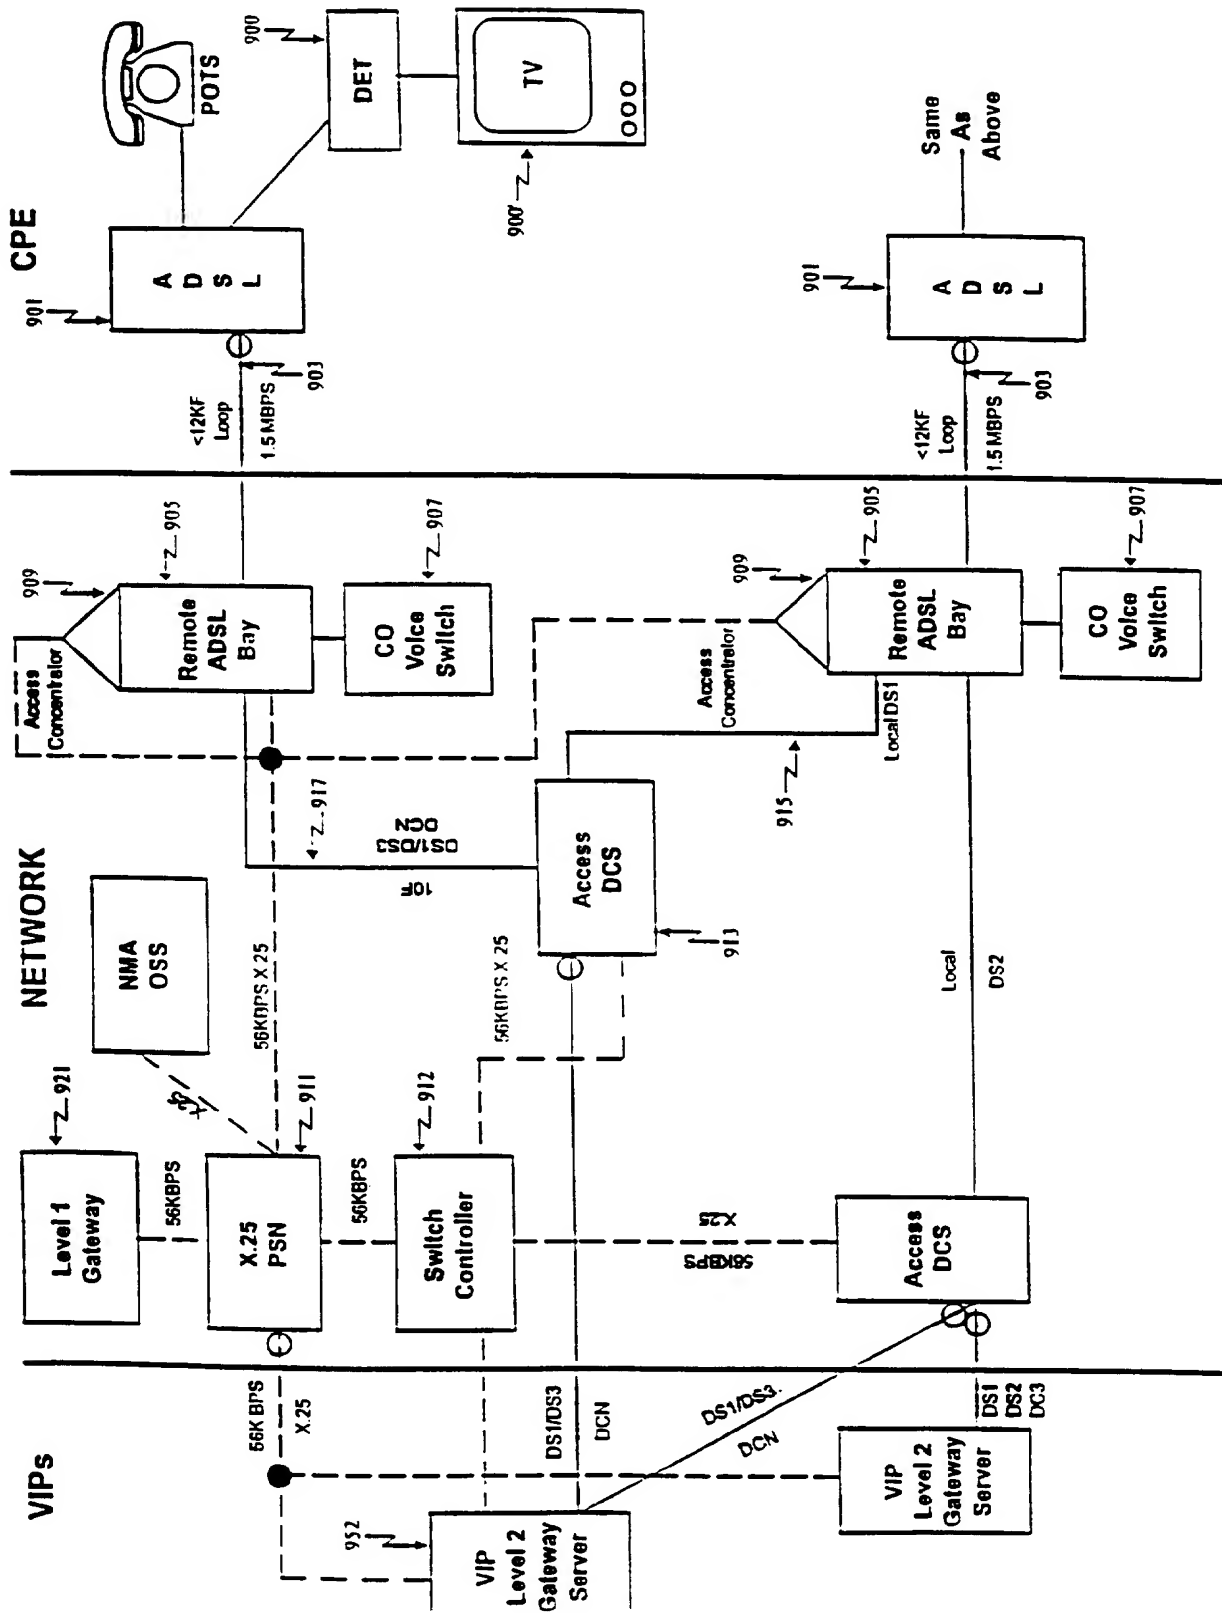 VIPs
NETWORK
CPE
Level 1
Gateway
921
NMA
OSS
Access
Concentrator
909
901
POTS
900
56KBPS
X.25
X.25
PSN
911
56KBPS X.25
917
Remote
ADSL
Bay
905
<12KF
Loop
1.5 MBPS
903
A
D
S
L
DET
56K BPS
X.25
56KBPS
CO
Voice
Switch
907
TV
900'
952
VIP
Level 2
Gateway
Server
Switch
Controller
912
56KBPS X.25
10F
DS1/DS3
DCN
DS1/DS3
DCN
Access
DCS
913
915
Local DS1
Access
Concentrator
909
DS1/DS3.
DCN
56KBPS
X.25
VIP
Level 2
Gateway
Server
DS1
DS2
DC3
Access
DCS
Local
DS2
Remote
ADSL
Bay
905
CO
Voice
Switch
907
<12KF
Loop
1.5 MBPS
903
901
A
D
S
L
Same
As
Above